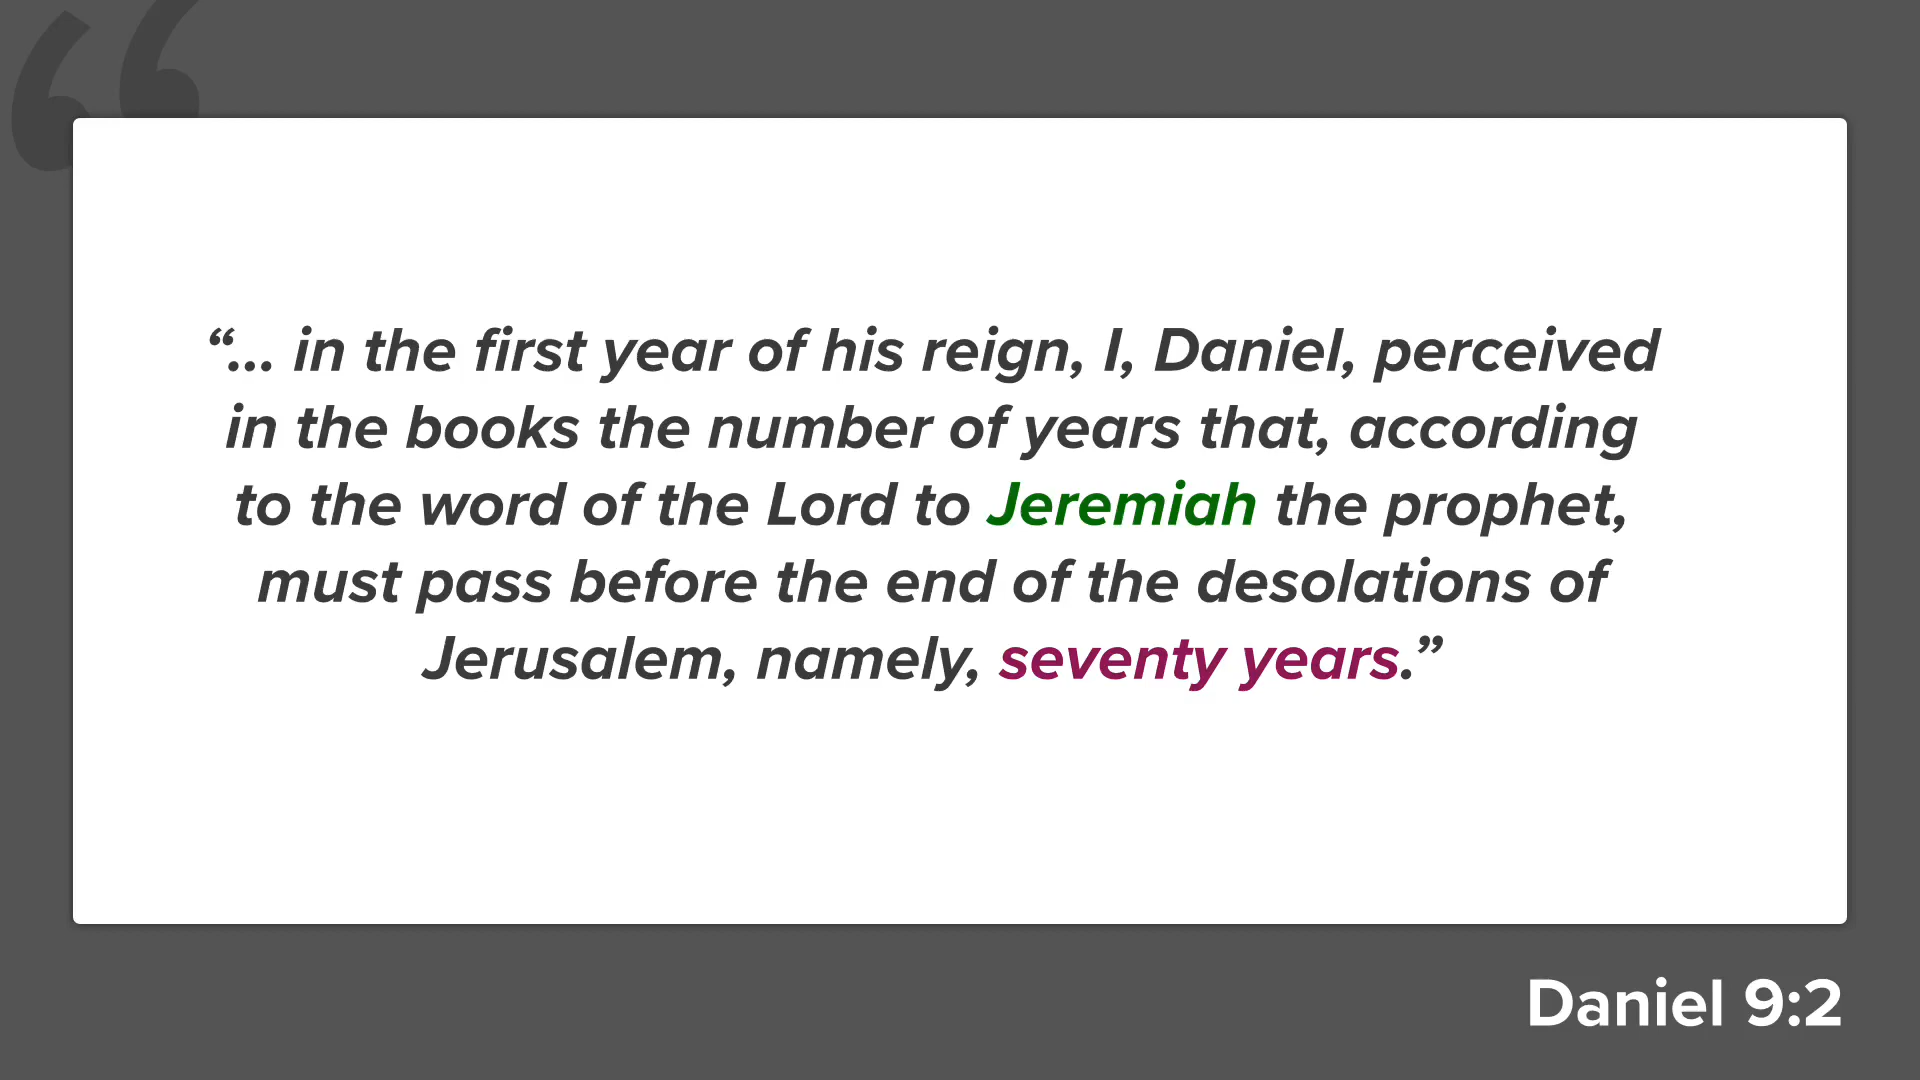 “... in the first year of his reign, I, Daniel, perceived
in the books the number of years that, according
to the word of the Lord to Jeremiah the prophet,
must pass before the end of the desolations of
Jerusalem, namely, seventy years.”
Daniel 9:2